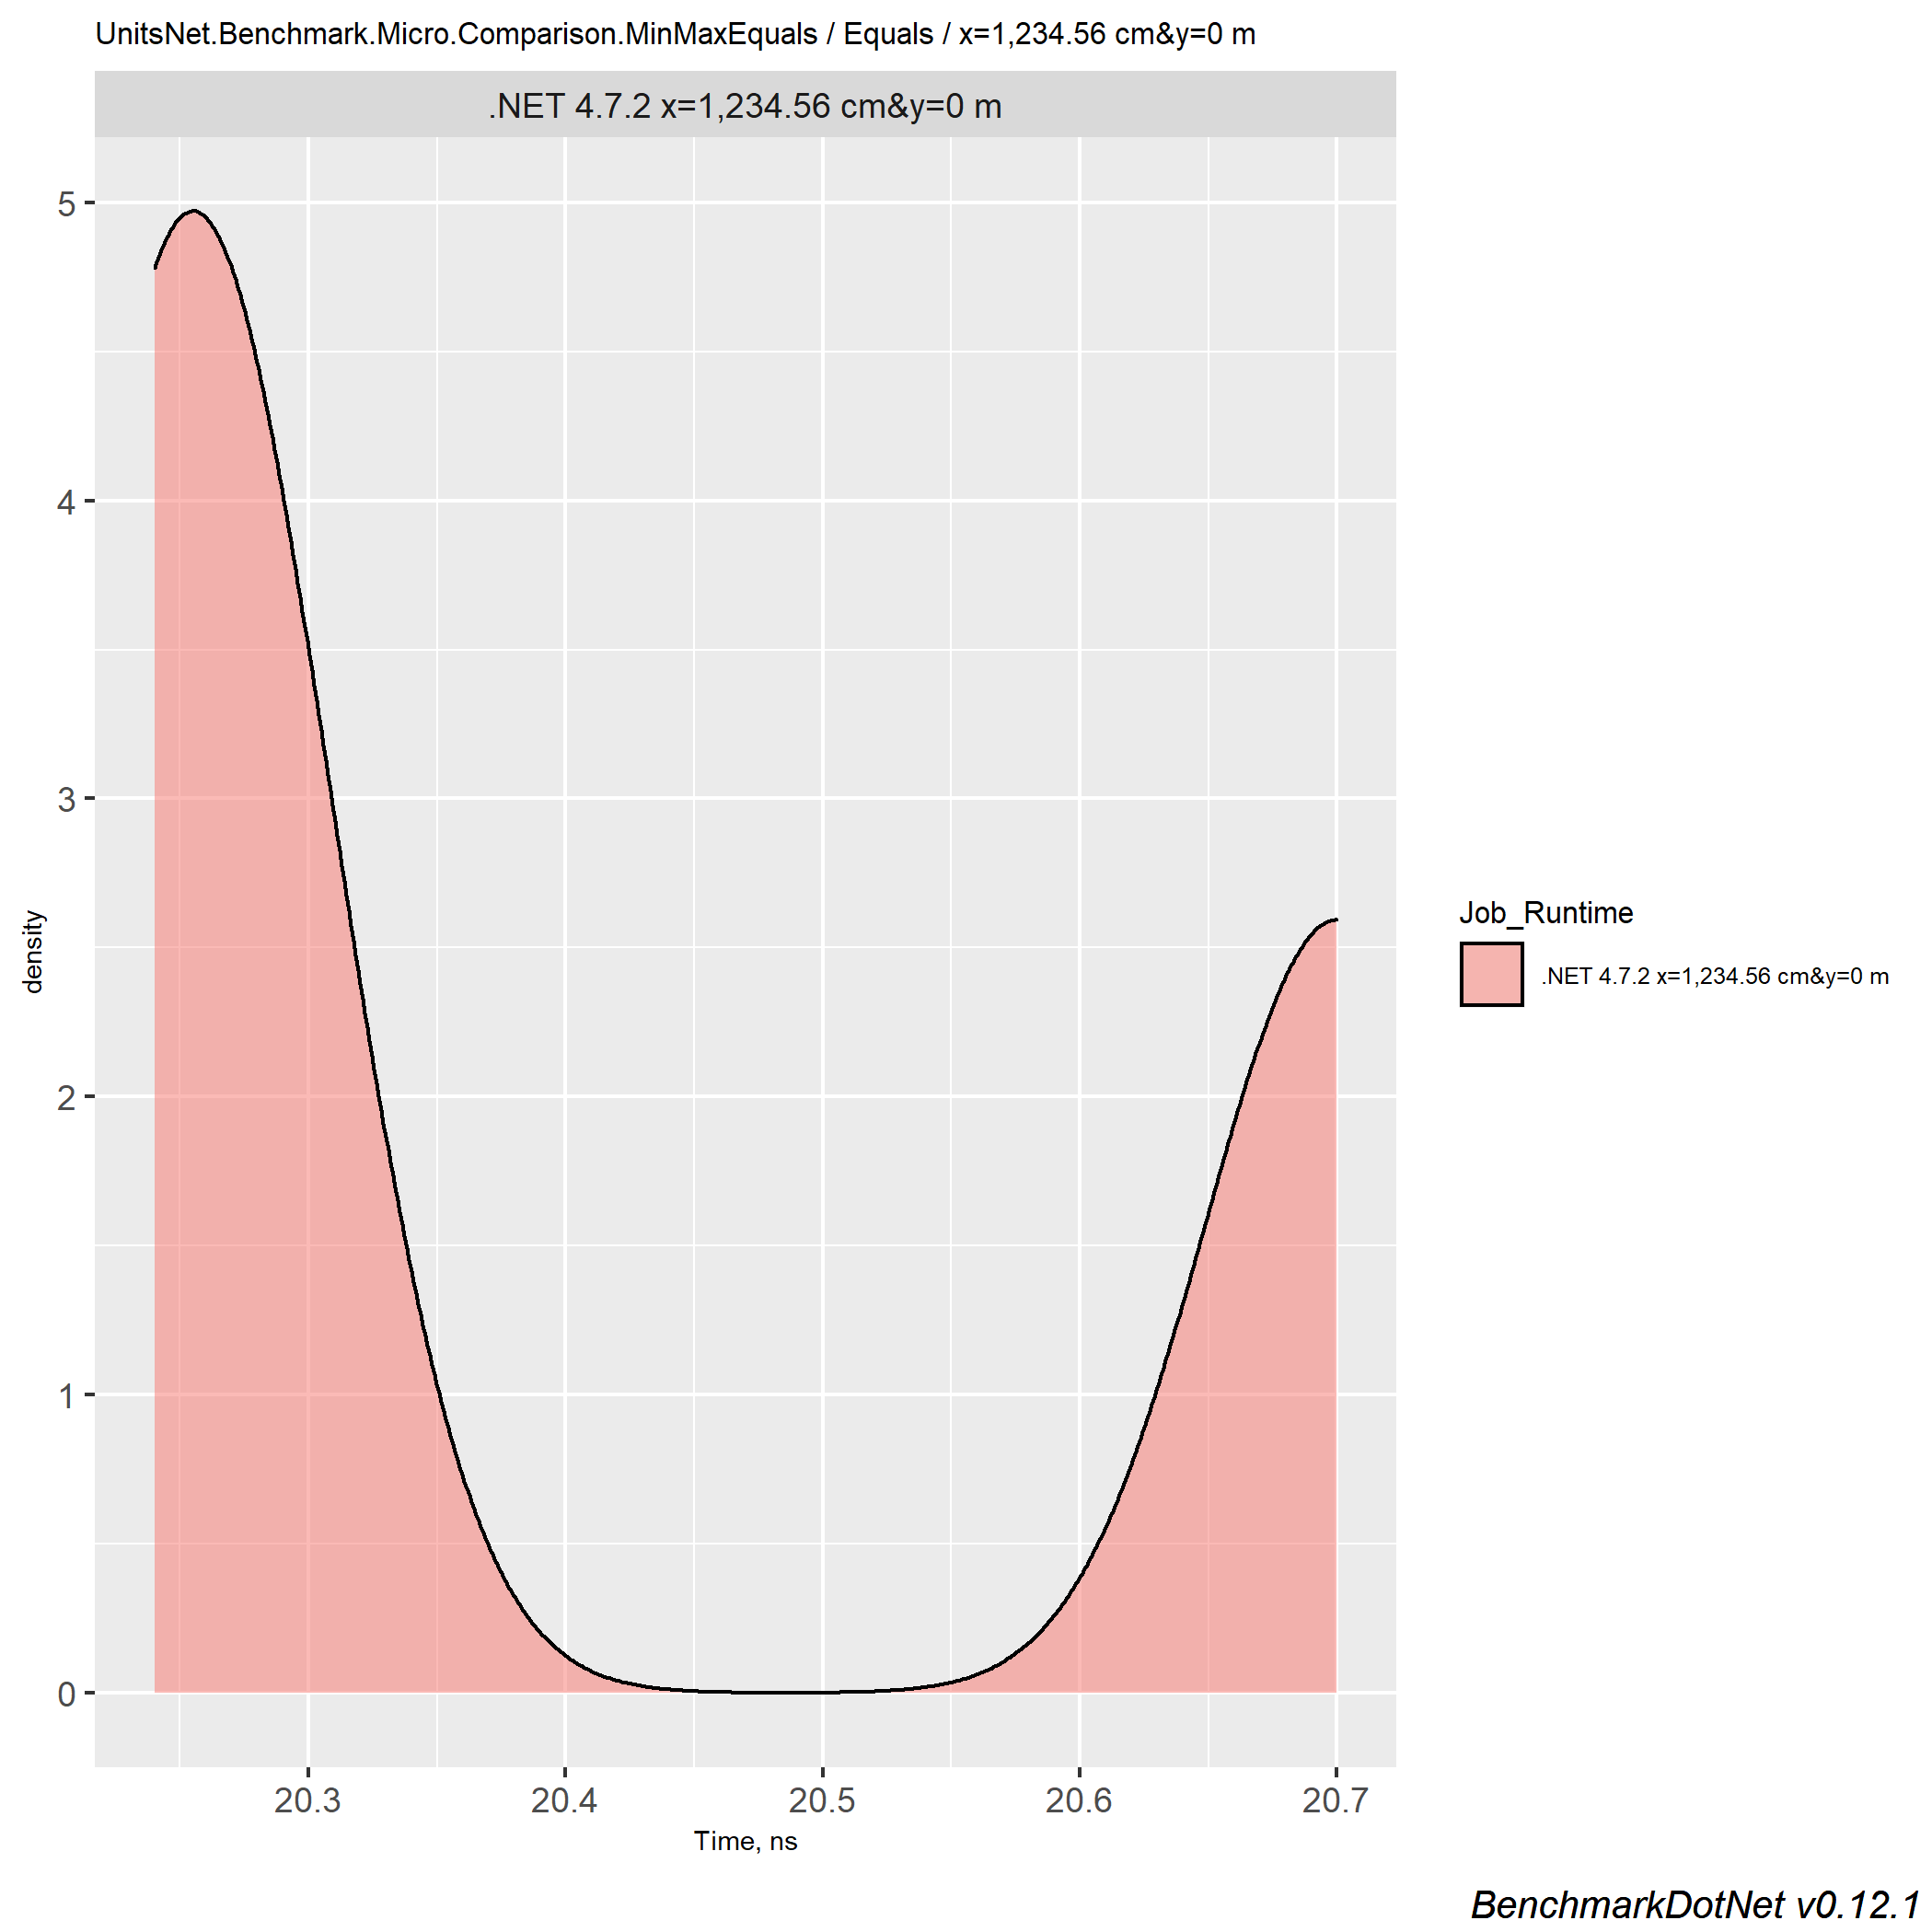 UnitsNet.Benchmark.Micro.Comparison.MinMaxEquals / Equals / x=1,234.56 cm&y=0 m
.NET 4.7.2 x=1,234.56 cm&y=0 m
5
4
3
2
1
0
density
20.3 20.4 20.5 20.6 20.7
Time, ns
Job_Runtime
.NET 4.7.2 x=1,234.56 cm&y=0 m
BenchmarkDotNet v0.12.1